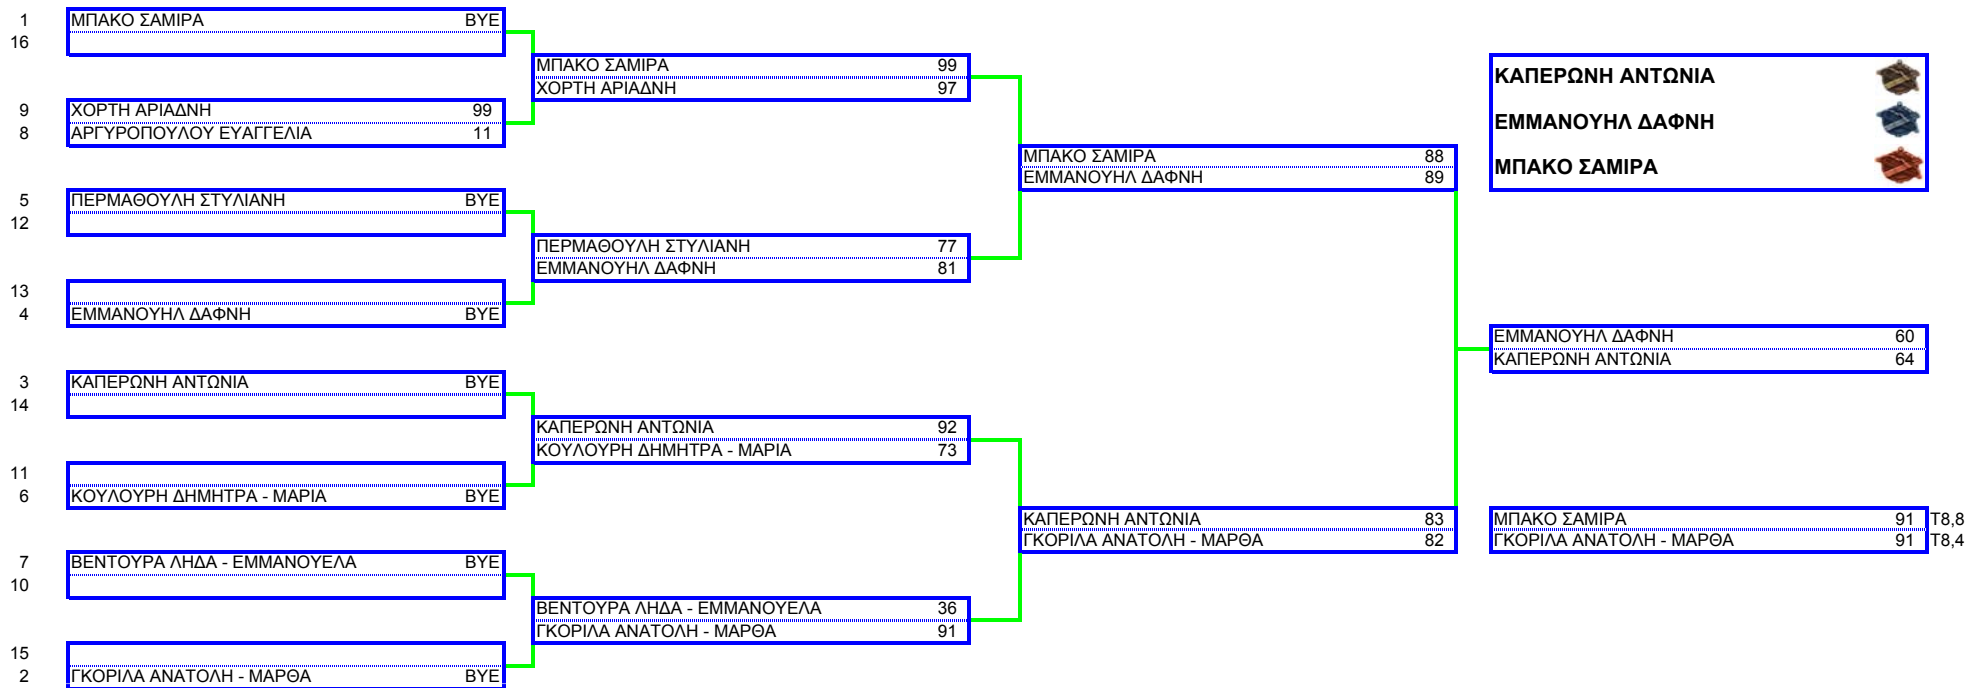 1 ΜΠΑΚΟ ΣΑΜΙΡΑ BYE
16
ΜΠΑΚΟ ΣΑΜΙΡΑ 99
ΧΟΡΤΗ ΑΡΙΑΔΝΗ 97
9 ΧΟΡΤΗ ΑΡΙΑΔΝΗ 99
8 ΑΡΓΥΡΟΠΟΥΛΟΥ ΕΥΑΓΓΕΛΙΑ 11
ΜΠΑΚΟ ΣΑΜΙΡΑ 88
ΕΜΜΑΝΟΥΗΛ ΔΑΦΝΗ 89
5 ΠΕΡΜΑΘΟΥΛΗ ΣΤΥΛΙΑΝΗ BYE
12
ΠΕΡΜΑΘΟΥΛΗ ΣΤΥΛΙΑΝΗ 77
ΕΜΜΑΝΟΥΗΛ ΔΑΦΝΗ 81
13
4 ΕΜΜΑΝΟΥΗΛ ΔΑΦΝΗ BYE
3 ΚΑΠΕΡΩΝΗ ΑΝΤΩΝΙΑ BYE
14
ΚΑΠΕΡΩΝΗ ΑΝΤΩΝΙΑ 92
ΚΟΥΛΟΥΡΗ ΔΗΜΗΤΡΑ - ΜΑΡΙΑ 73
11
6 ΚΟΥΛΟΥΡΗ ΔΗΜΗΤΡΑ - ΜΑΡΙΑ BYE
ΚΑΠΕΡΩΝΗ ΑΝΤΩΝΙΑ 83
ΓΚΟΡΙΛΑ ΑΝΑΤΟΛΗ - ΜΑΡΘΑ 82
7 ΒΕΝΤΟΥΡΑ ΛΗΔΑ - ΕΜΜΑΝΟΥΕΛΑ BYE
10
ΒΕΝΤΟΥΡΑ ΛΗΔΑ - ΕΜΜΑΝΟΥΕΛΑ 36
ΓΚΟΡΙΛΑ ΑΝΑΤΟΛΗ - ΜΑΡΘΑ 91
15
2 ΓΚΟΡΙΛΑ ΑΝΑΤΟΛΗ - ΜΑΡΘΑ BYE
ΚΑΠΕΡΩΝΗ ΑΝΤΩΝΙΑ
ΕΜΜΑΝΟΥΗΛ ΔΑΦΝΗ
ΜΠΑΚΟ ΣΑΜΙΡΑ
ΕΜΜΑΝΟΥΗΛ ΔΑΦΝΗ 60
ΚΑΠΕΡΩΝΗ ΑΝΤΩΝΙΑ 64
ΜΠΑΚΟ ΣΑΜΙΡΑ 91 T8,8
ΓΚΟΡΙΛΑ ΑΝΑΤΟΛΗ - ΜΑΡΘΑ 91 T8,4